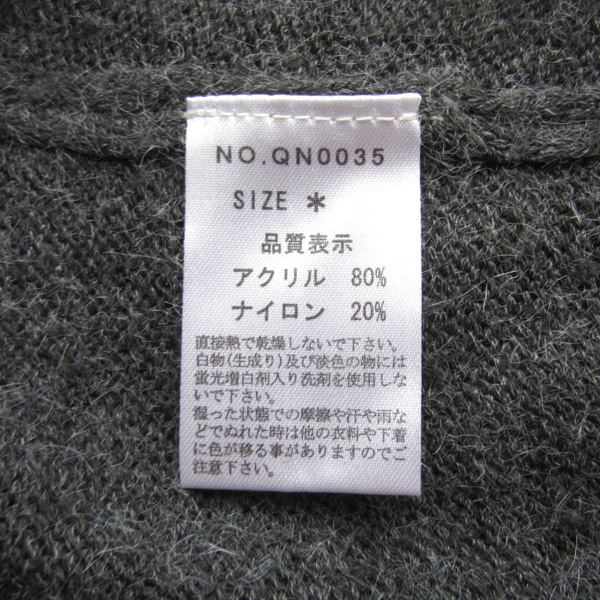 NO.QN0035
SIZE *
品質表示
アクリル 80%
ナイロン 20%
直接熱で乾燥しないで下さい。
白物(生成り)及び淡色の物には
蛍光増白剤入り洗剤を使用しな
いで下さい。
湿った状態での摩擦や汗や雨な
どでぬれた時は他の衣料や下着
に色が移る事がありますのでご
注意下さい。